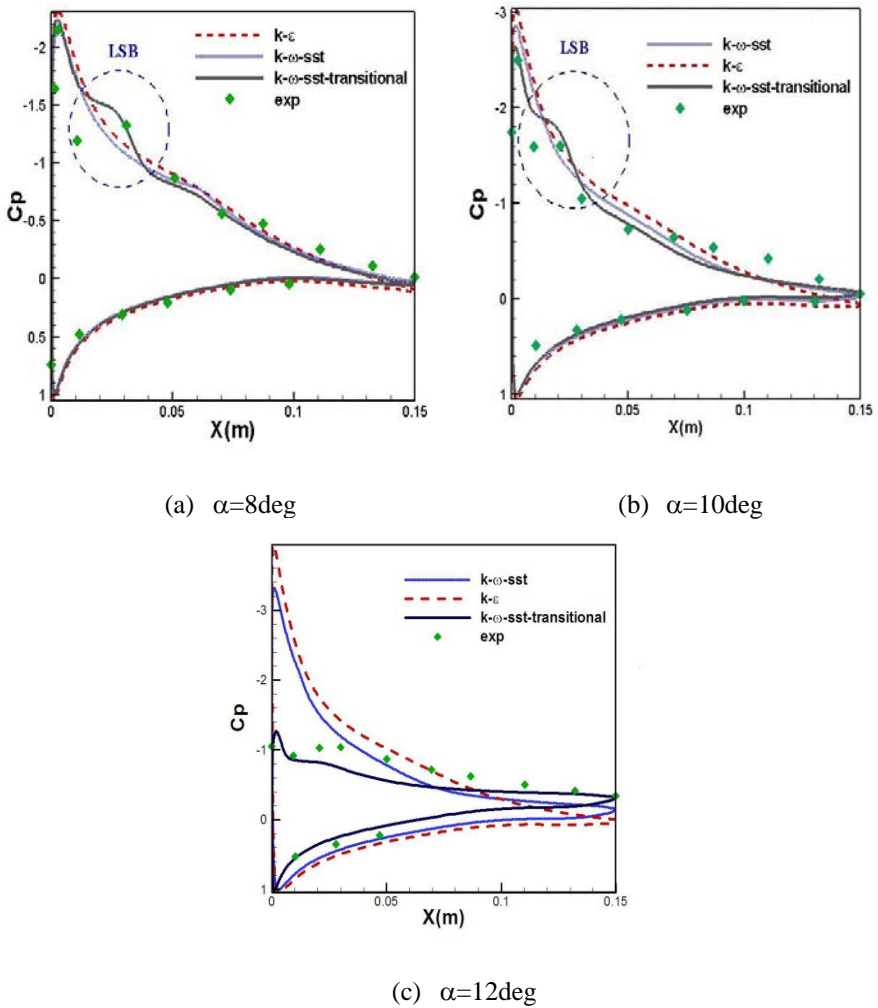 LSB
k-ε
k-ω-sst
k-ω-sst-transitional
exp
Cp
-2
-1.5
-1
-0.5
0
0.5
1
0
0.05
0.1
0.15
X(m)
(a) α=8deg
LSB
k-ω-sst
k-ε
k-ω-sst-transitional
exp
Cp
-3
-2
-1
0
1
0
0.05
0.1
0.15
X(m)
(b) α=10deg
k-ω-sst
k-ε
k-ω-sst-transitional
exp
Cp
-3
-2
-1
0
1
0
0.05
0.1
0.15
X(m)
(c) α=12deg